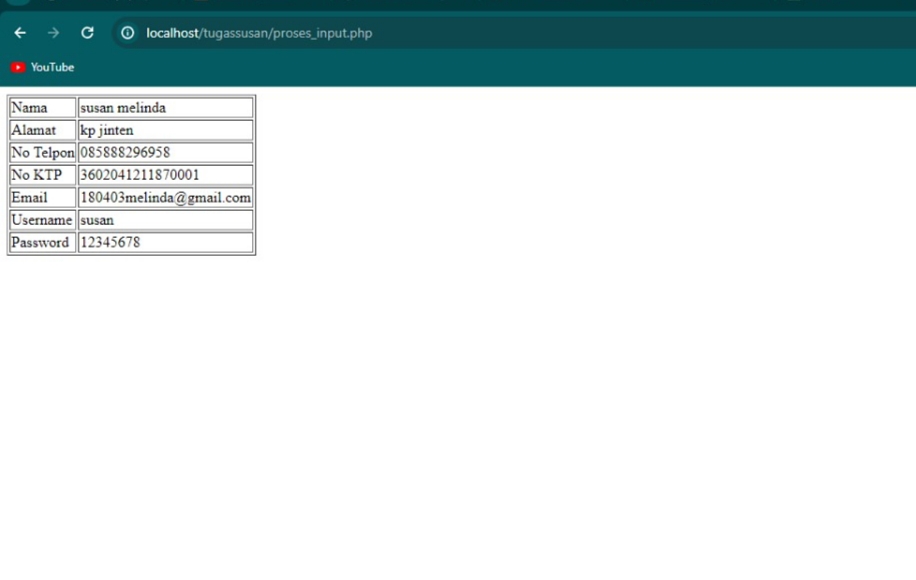 localhost/tugassusan/proses_input.php
YouTube
Nama susan melinda
Alamat kp jinten
No Telpon 085888296958
No KTP 3602041211870001
Email 180403melinda@gmail.com
Username susan
Password 12345678